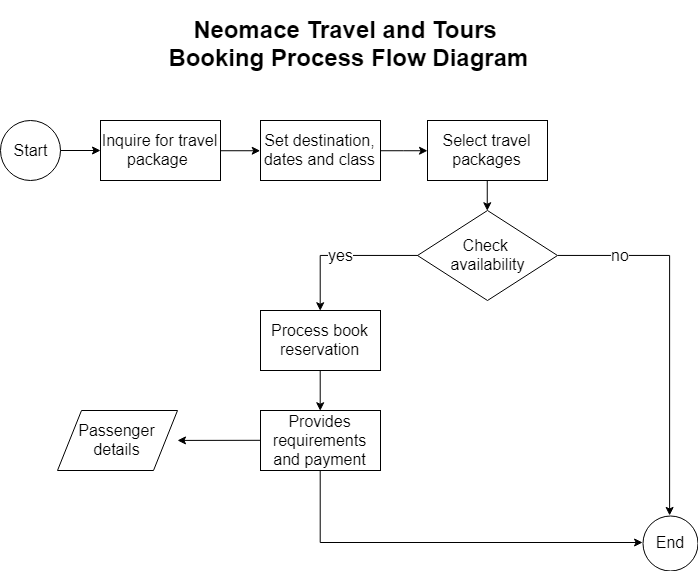 Neomace Travel and Tours
Booking Process Flow Diagram
Start
Inquire for travel
package
Set destination,
dates and class
Select travel
packages
Check
availability
yes
no
Process book
reservation
Provides
requirements
and payment
Passenger
details
End